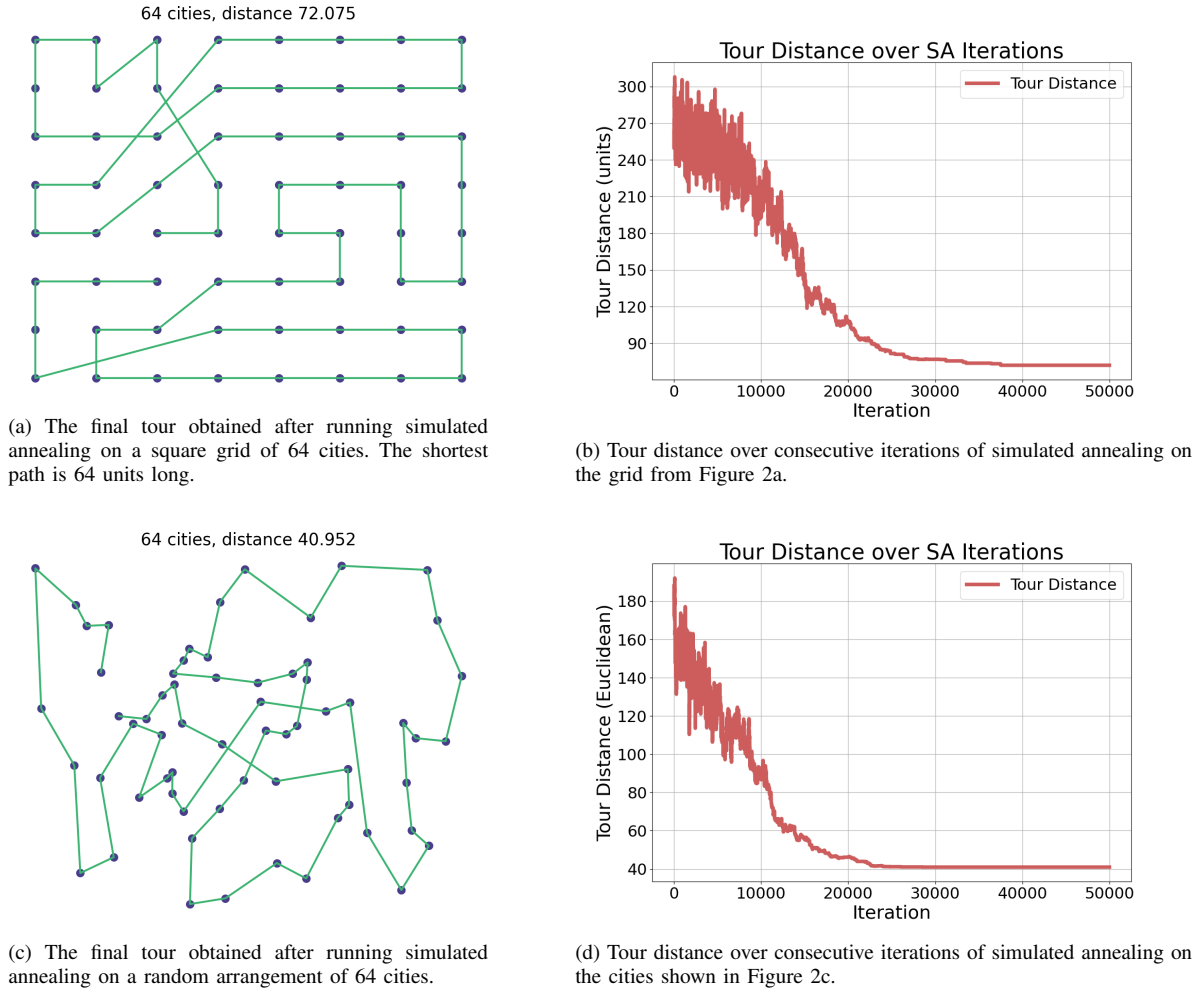 64 cities, distance 72.075
(a) The final tour obtained after running simulated
annealing on a square grid of 64 cities. The shortest
path is 64 units long.
Tour Distance over SA Iterations
Tour Distance
Tour Distance (units)
300
270
240
210
180
150
120
90
0 10000 20000 30000 40000 50000
Iteration
(b) Tour distance over consecutive iterations of simulated annealing on
the grid from Figure 2a.
64 cities, distance 40.952
(c) The final tour obtained after running simulated
annealing on a random arrangement of 64 cities.
Tour Distance over SA Iterations
Tour Distance
Tour Distance (Euclidean)
180
160
140
120
100
80
60
40
0 10000 20000 30000 40000 50000
Iteration
(d) Tour distance over consecutive iterations of simulated annealing on
the cities shown in Figure 2c.